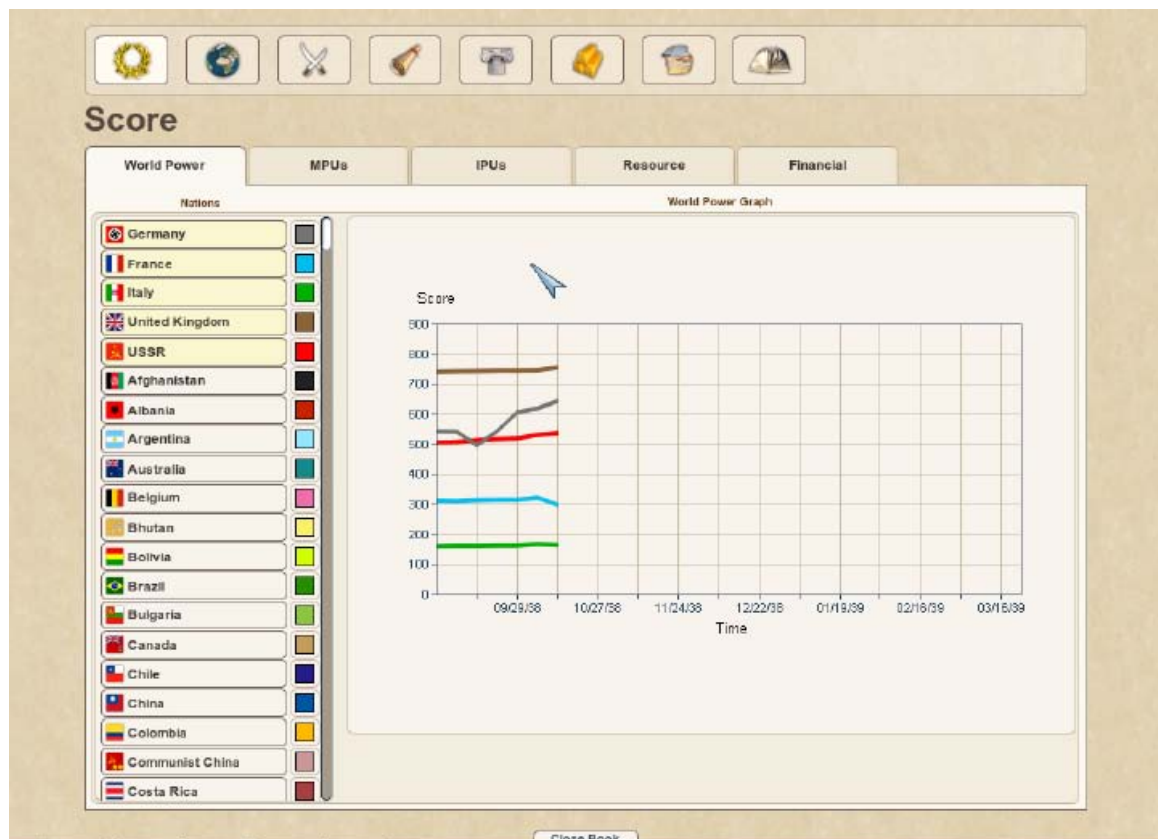 Score
World Power MPUs IPUs Resource Financial
Nations World Power Graph
Germany
France
Italy
United Kingdom
USSR
Afghanistan
Albania
Argentina
Australia
Belgium
Bhutan
Bolivia
Brazil
Bulgaria
Canada
Chile
China
Colombia
Communist China
Costa Rica
Score
900
800
700
600
500
400
300
200
100
0
09/29/38 10/27/38 11/24/38 12/22/38 01/19/39 02/16/39 03/16/39
Time
Close Book